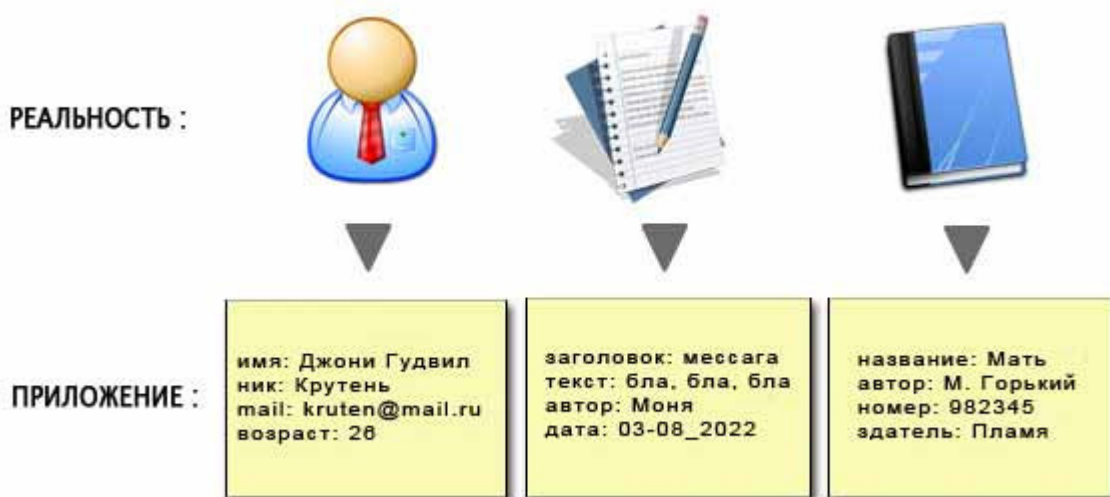 РЕАЛЬНОСТЬ :
ПРИЛОЖЕНИЕ :
имя: Джони Гудвил
ник: Крутень
mail: kruten@mail.ru
возраст: 26
заголовок: мессага
текст: бла, бла, бла
автор: Моня
дата: 03-08_2022
название: Мать
автор: М. Горький
номер: 982345
здатель: Пламя